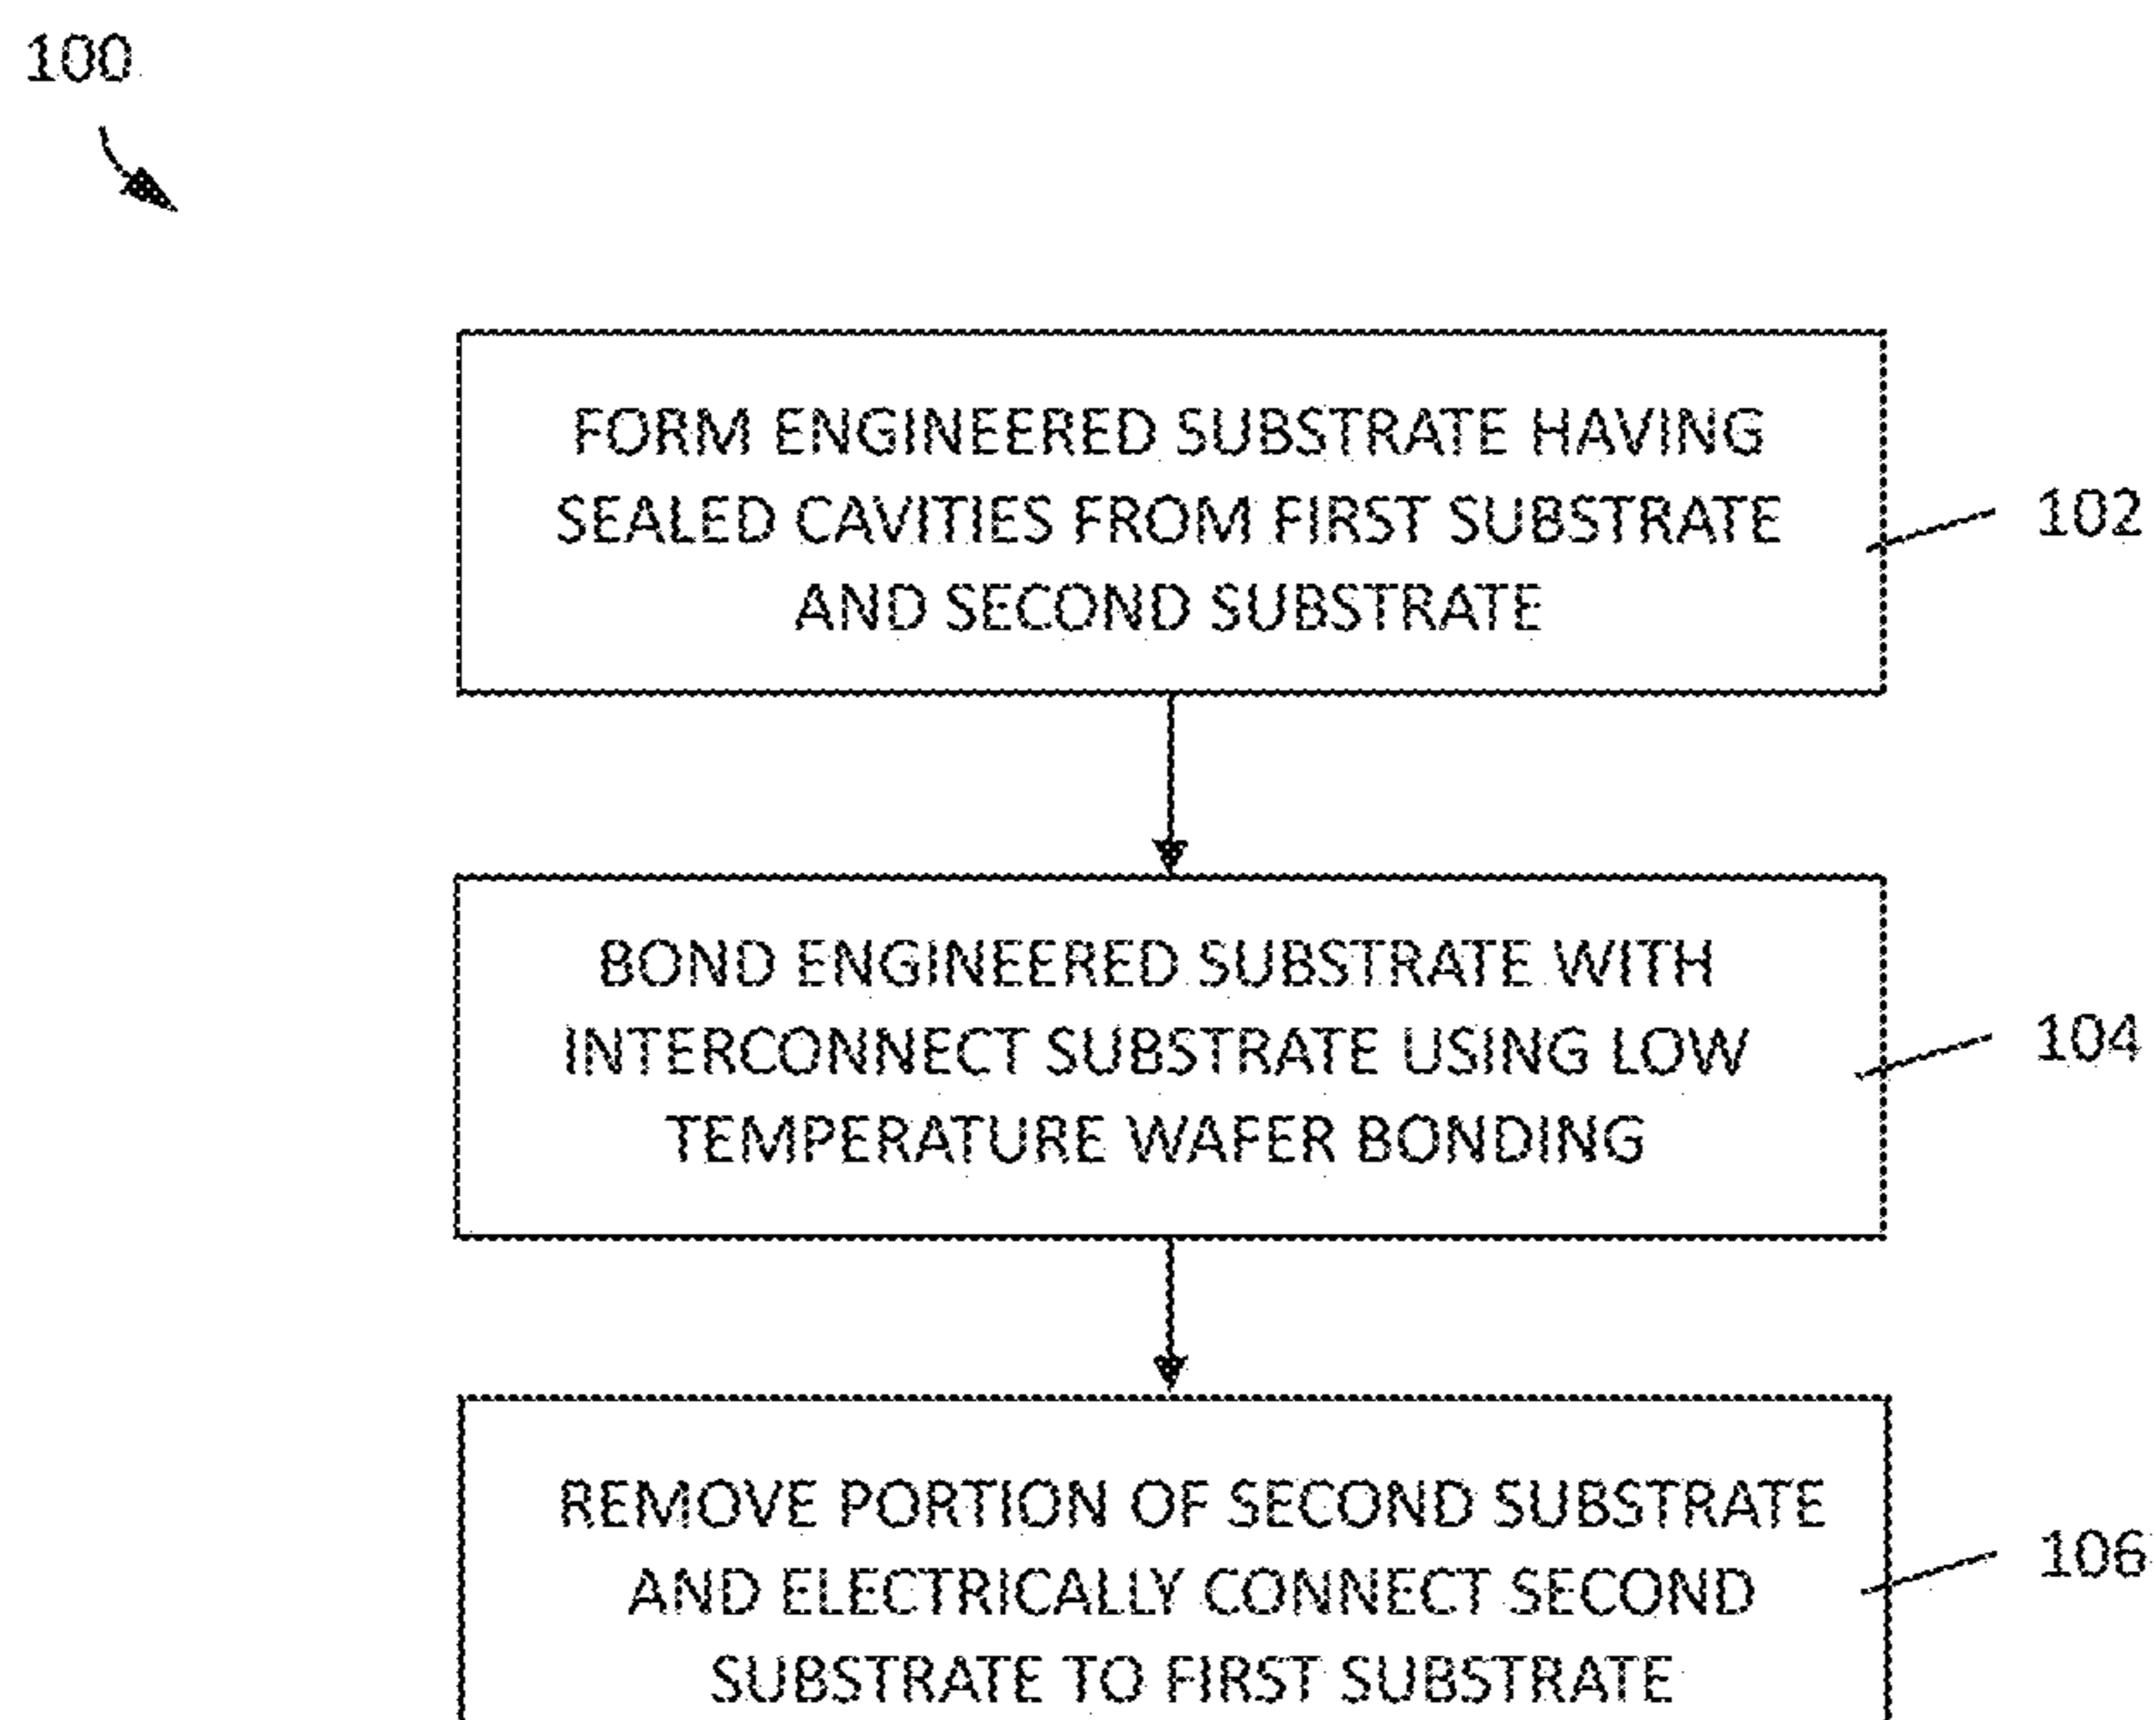 100
FORM ENGINEERED SUBSTRATE HAVING
SEALED CAVITIES FROM FIRST SUBSTRATE
AND SECOND SUBSTRATE
102
BOND ENGINEERED SUBSTRATE WITH
INTERCONNECT SUBSTRATE USING LOW
TEMPERATURE WAFER BONDING
104
REMOVE PORTION OF SECOND SUBSTRATE
AND ELECTRICALLY CONNECT SECOND
SUBSTRATE TO FIRST SUBSTRATE
106